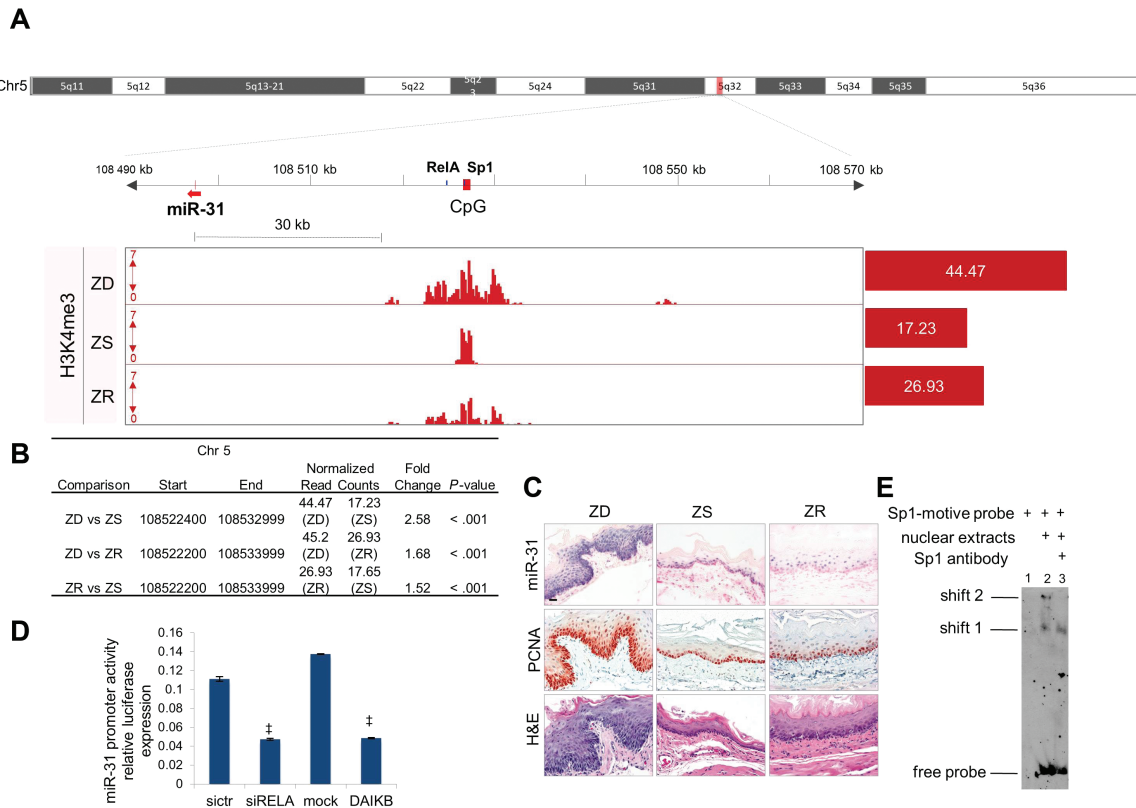 A
Chr5 5q11 5q12 5q13-21 5q22 5q23 5q24 5q31 5q32 5q33 5q34 5q35 5q36
108 490 kb 108 510 kb RelA Sp1 108 550 kb 108 570 kb
miR-31 CpG
30 kb
H3K4me3
ZD 7 0 44.47
ZS 7 0 17.23
ZR 7 0 26.93
B
Chr 5
Normalized Fold
Comparison Start End Read Counts Change P-value
44.47 17.23
ZD vs ZS 108522400 108532999 (ZD) (ZS) 2.58 < .001
45.2 26.93
ZD vs ZR 108522200 108533999 (ZD) (ZR) 1.68 < .001
26.93 17.65
ZR vs ZS 108522200 108533999 (ZR) (ZS) 1.52 < .001
C
ZD ZS ZR
miR-31
PCNA
H&E
D
miR-31 promoter activity
relative luciferase
expression
0.16
0.14
0.12
0.1
0.08
0.06
0.04
0.02
0
‡ ‡
sictr siRELA mock DAIKB
E
Sp1-motive probe + + +
nuclear extracts + +
Sp1 antibody +
1 2 3
shift 2
shift 1
free probe